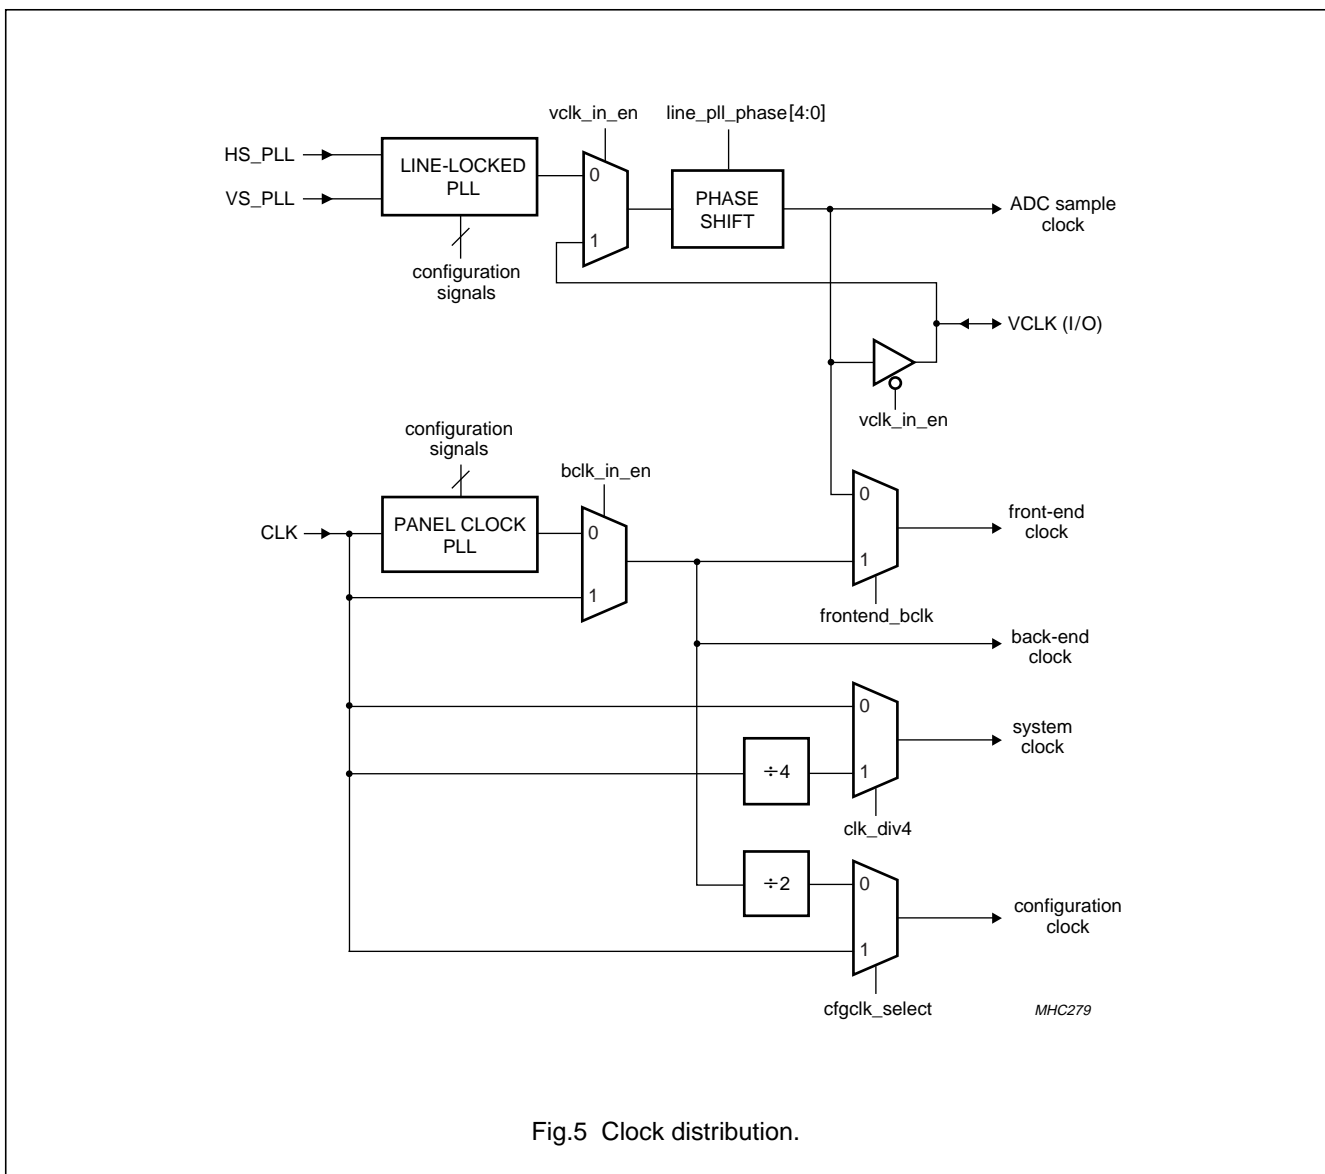 vclk_in_en
line_pll_phase[4:0]
HS_PLL
VS_PLL
LINE-LOCKED
PLL
0
1
PHASE
SHIFT
ADC sample
clock
configuration
signals
VCLK (I/O)
vclk_in_en
configuration
signals
bclk_in_en
CLK
PANEL CLOCK
PLL
0
1
0
1
front-end
clock
frontend_bclk
back-end
clock
0
1
÷4
system
clock
clk_div4
÷2
0
1
configuration
clock
cfgclk_select
MHC279
Fig.5 Clock distribution.